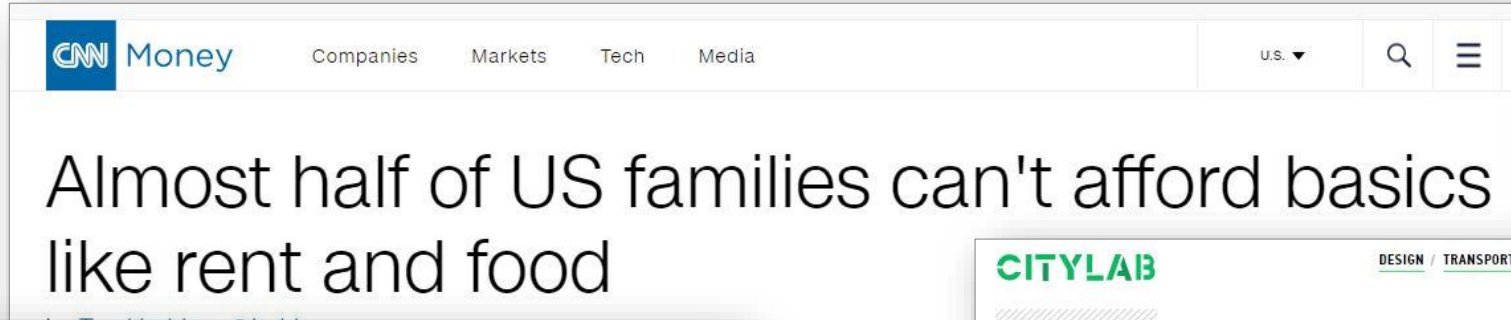 CNN Money Companies Markets Tech Media U.S.
Almost half of US families can't afford basics
like rent and food
CITYLAB DESIGN / TRANSPORT